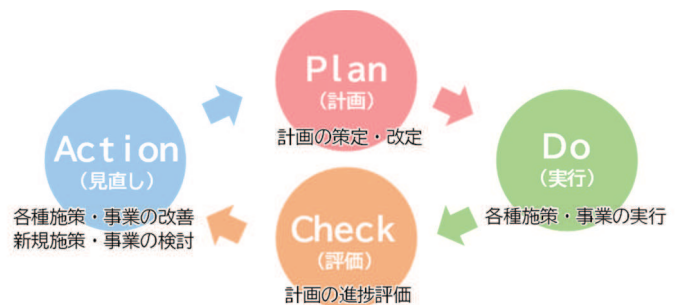 Plan
（計画）
計画の策定・改定
Do
（実行）
各種施策・事業の実行
Check
（評価）
計画の進捗評価
Action
（見直し）
各種施策・事業の改善
新規施策・事業の検討